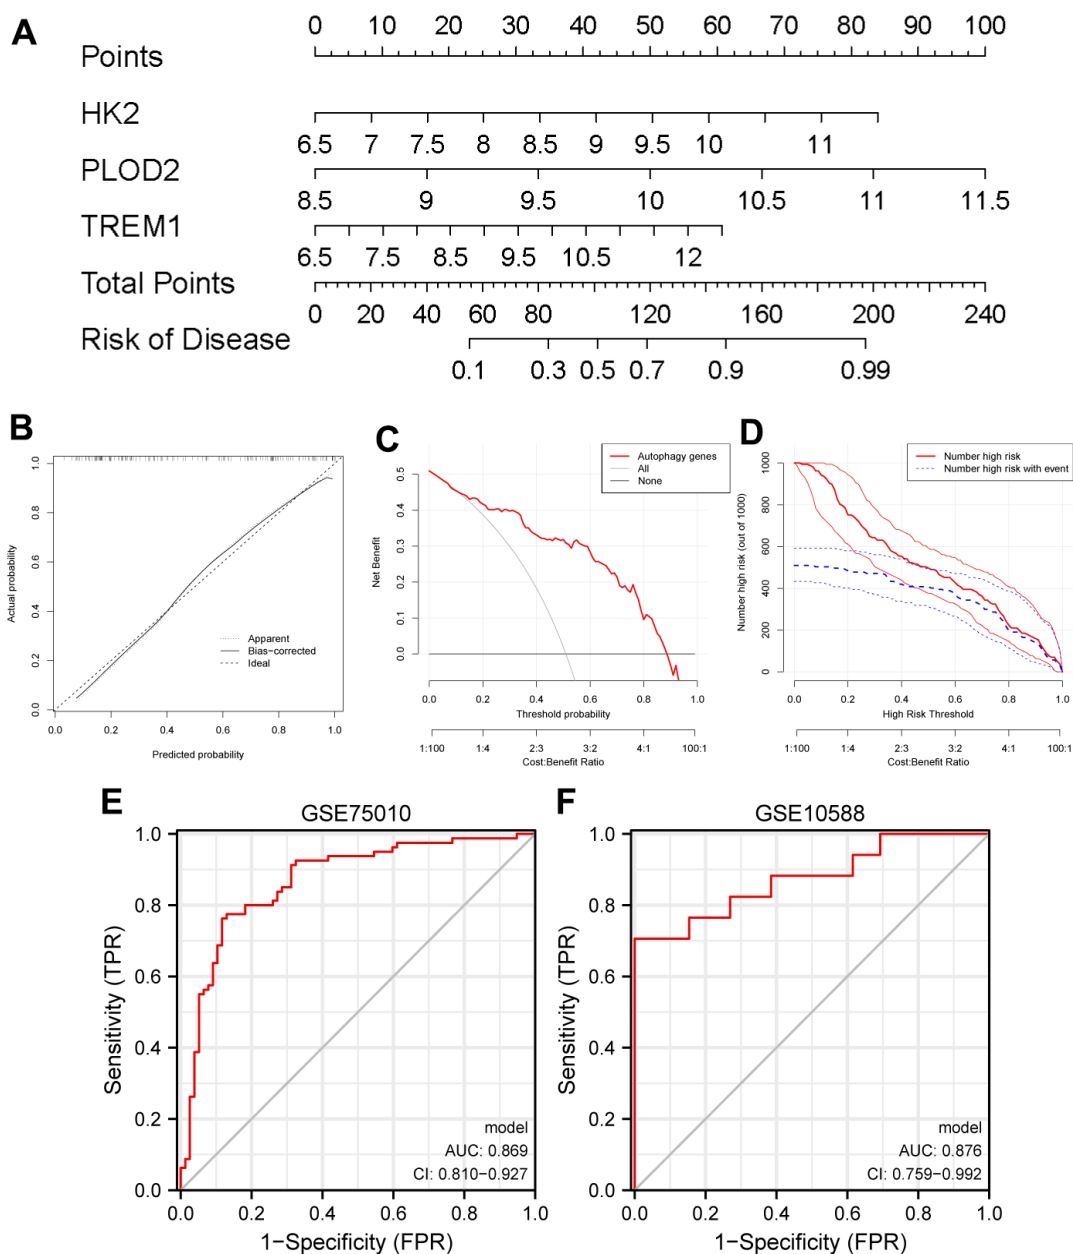 A
Points
0 10 20 30 40 50 60 70 80 90 100
HK2
6.5 7 7.5 8 8.5 9 9.5 10 11
PLOD2
8.5 9 9.5 10 10.5 11 11.5
TREM1
6.5 7.5 8.5 9.5 10.5 12
Total Points
0 20 40 60 80 120 160 200 240
Risk of Disease
0.1 0.3 0.5 0.7 0.9 0.99
B
Actual probability
1.0
0.8
0.6
0.4
0.2
0.0
Apparent
Bias-corrected
Ideal
0.0 0.2 0.4 0.6 0.8 1.0
Predicted probability
C
Autophagy genes
All
None
Net Benefit
0.5
0.4
0.3
0.2
0.1
0.0
0.0 0.2 0.4 0.6 0.8 1.0
Threshold probability
1:100 1:4 2:3 3:2 4:1 100:1
Cost:Benefit Ratio
D
Number high risk
Number high risk with event
Number high risk (out of 1000)
1000
800
600
400
200
0
0.0 0.2 0.4 0.6 0.8 1.0
High Risk Threshold
1:100 1:4 2:3 3:2 4:1 100:1
Cost:Benefit Ratio
E
GSE75010
Sensitivity (TPR)
1.0
0.8
0.6
0.4
0.2
0.0
model
AUC: 0.869
CI: 0.810−0.927
0.0 0.2 0.4 0.6 0.8 1.0
1−Specificity (FPR)
F
GSE10588
Sensitivity (TPR)
1.0
0.8
0.6
0.4
0.2
0.0
model
AUC: 0.876
CI: 0.759−0.992
0.0 0.2 0.4 0.6 0.8 1.0
1−Specificity (FPR)